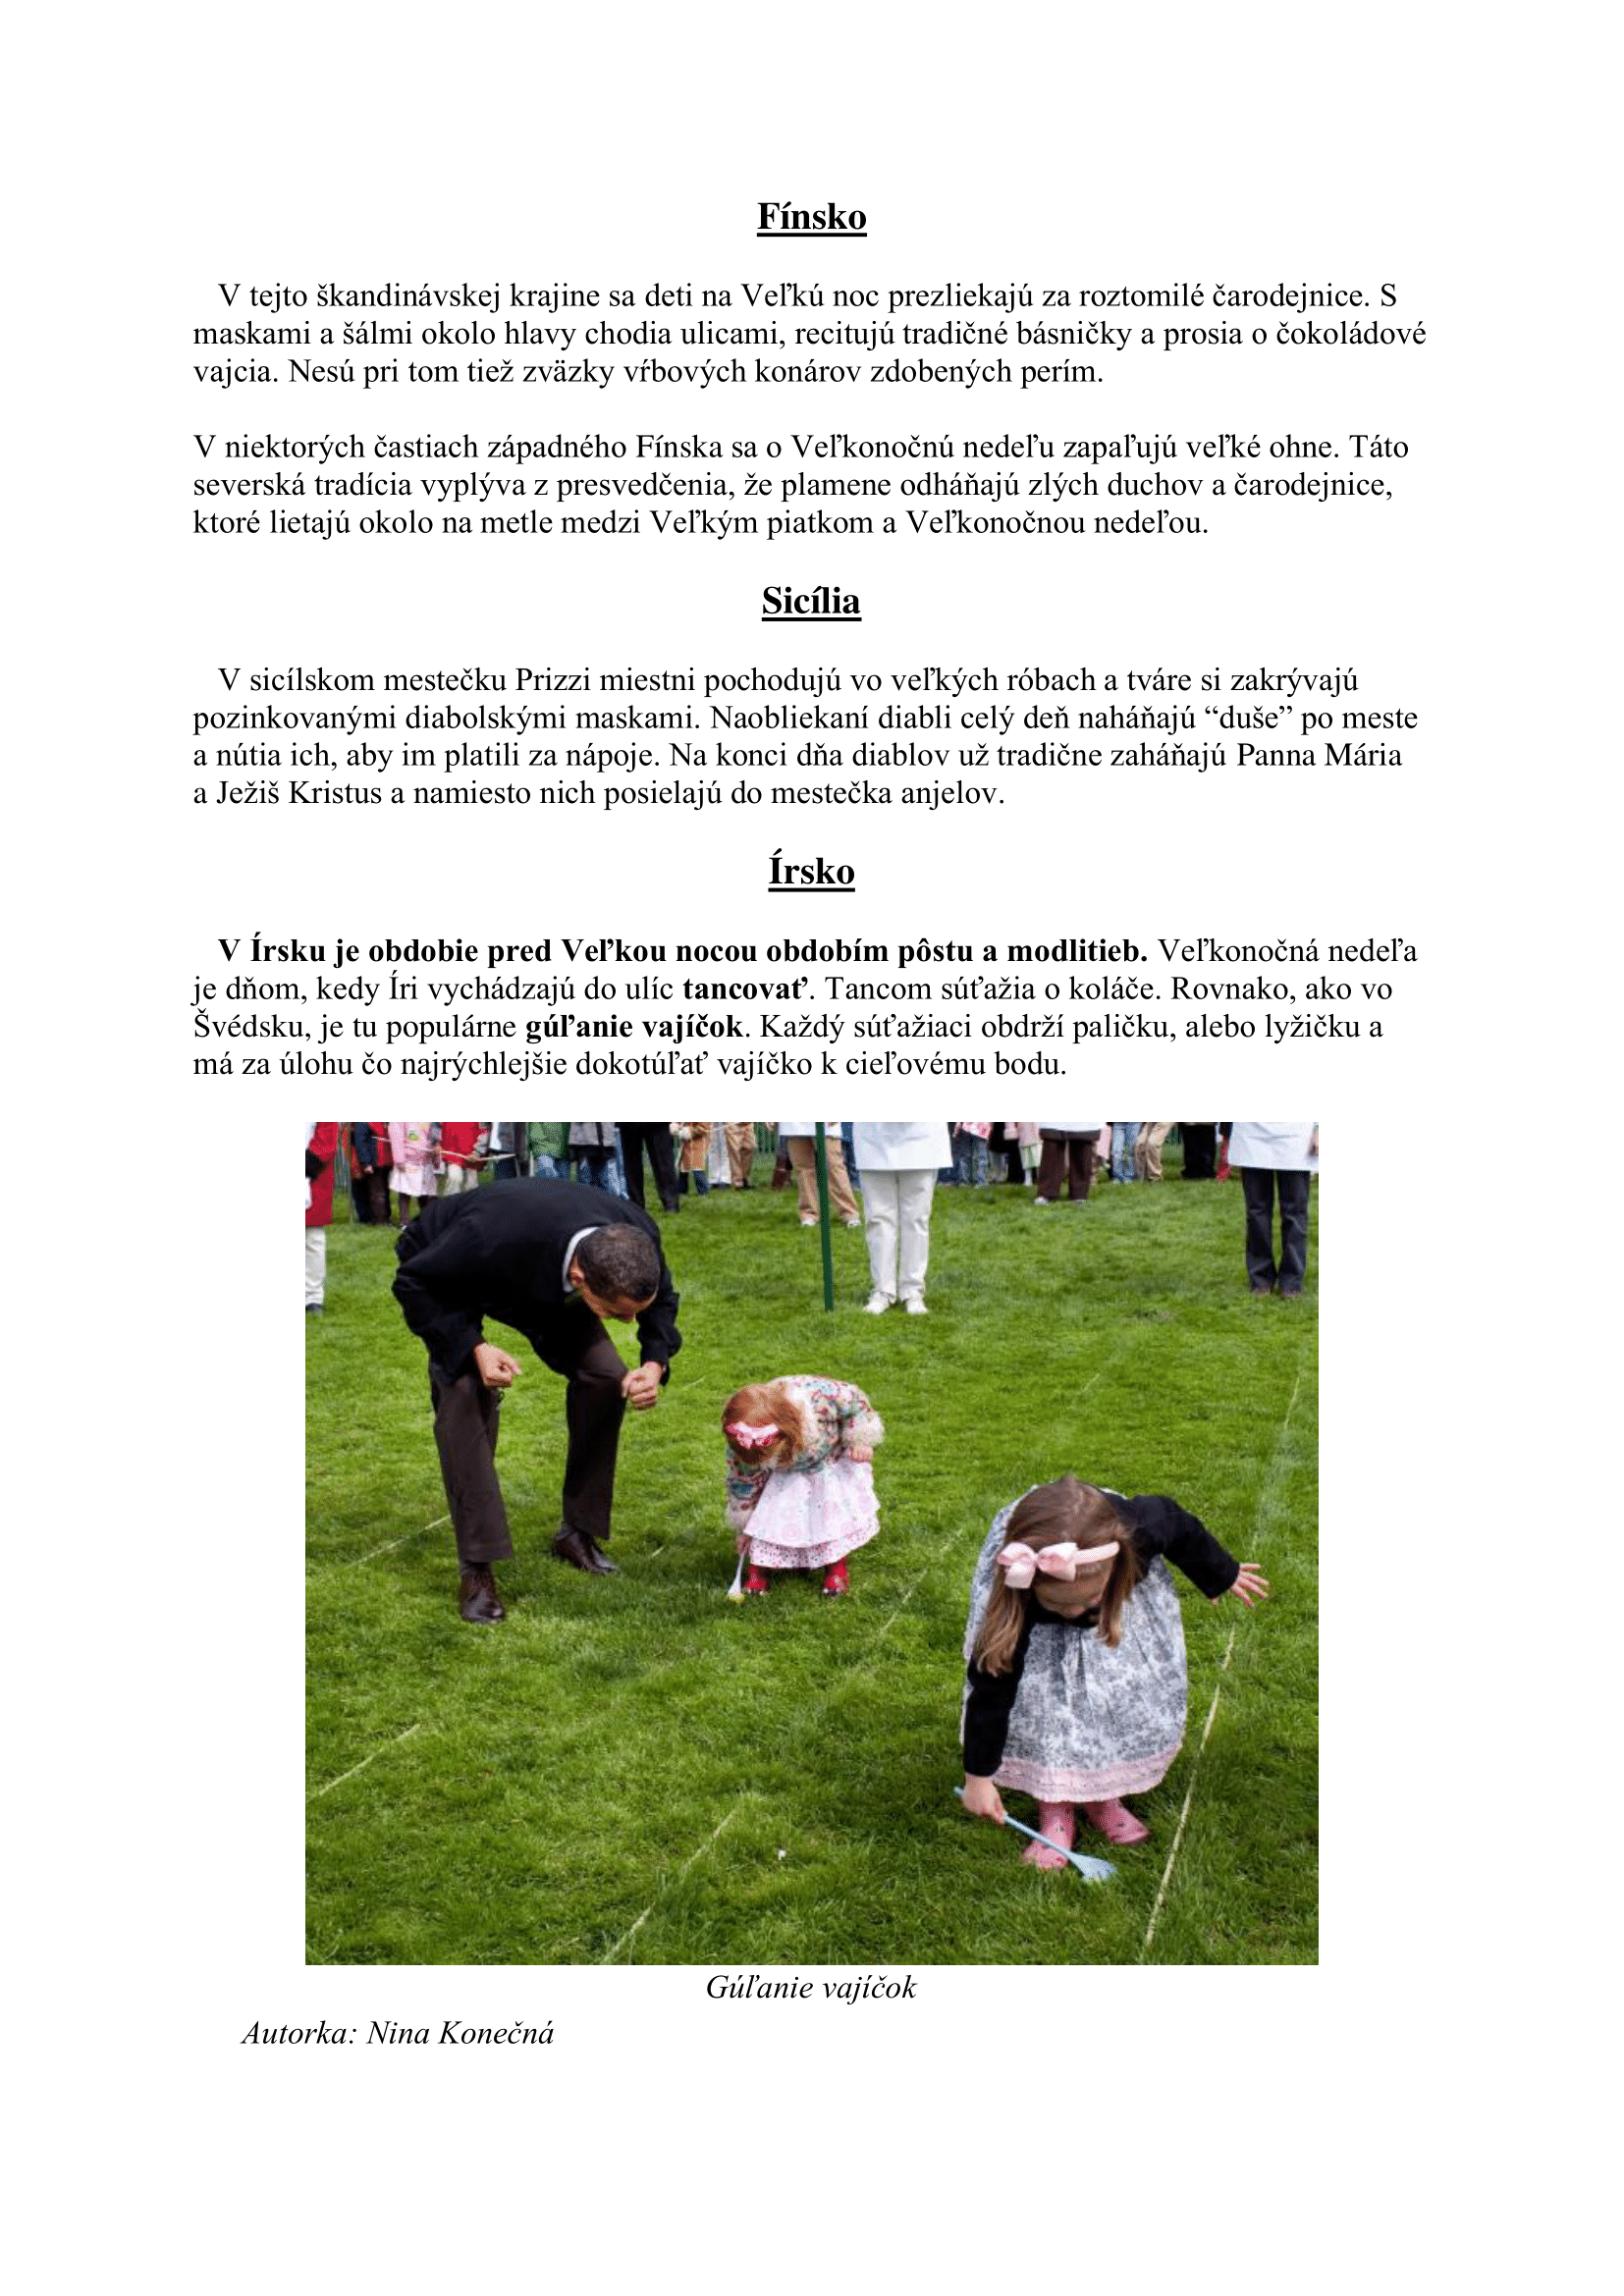 Fínsko
V tejto škandinávskej krajine sa deti na Veľkú noc prezliekajú za roztomilé čarodejnice. S
maskami a šálmi okolo hlavy chodia ulicami, recitujú tradičné básničky a prosia o čokoládové
vajcia. Nesú pri tom tiež zväzky vŕbových konárov zdobených perím.
V niektorých častiach západného Fínska sa o Veľkonočnú nedeľu zapaľujú veľké ohne. Táto
severská tradícia vyplýva z presvedčenia, že plamene odháňajú zlých duchov a čarodejnice,
ktoré lietajú okolo na metle medzi Veľkým piatkom a Veľkonočnou nedeľou.
Sicília
V sicílskom mestečku Prizzi miestni pochodujú vo veľkých róbach a tváre si zakrývajú
pozinkovanými diabolskými maskami. Naobliekaní diabli celý deň naháňajú “duše” po meste
a nútia ich, aby im platili za nápoje. Na konci dňa diablov už tradične zaháňajú Panna Mária
a Ježiš Kristus a namiesto nich posielajú do mestečka anjelov.
Írsko
V Írsku je obdobie pred Veľkou nocou obdobím pôstu a modlitieb. Veľkonočná nedeľa
je dňom, kedy Íri vychádzajú do ulíc tancovať. Tancom súťažia o koláče. Rovnako, ako vo
Švédsku, je tu populárne gúľanie vajíčok. Každý súťažiaci obdrží paličku, alebo lyžičku a
má za úlohu čo najrýchlejšie dokotúľať vajíčko k cieľovému bodu.
Gúľanie vajíčok
Autorka: Nina Konečná